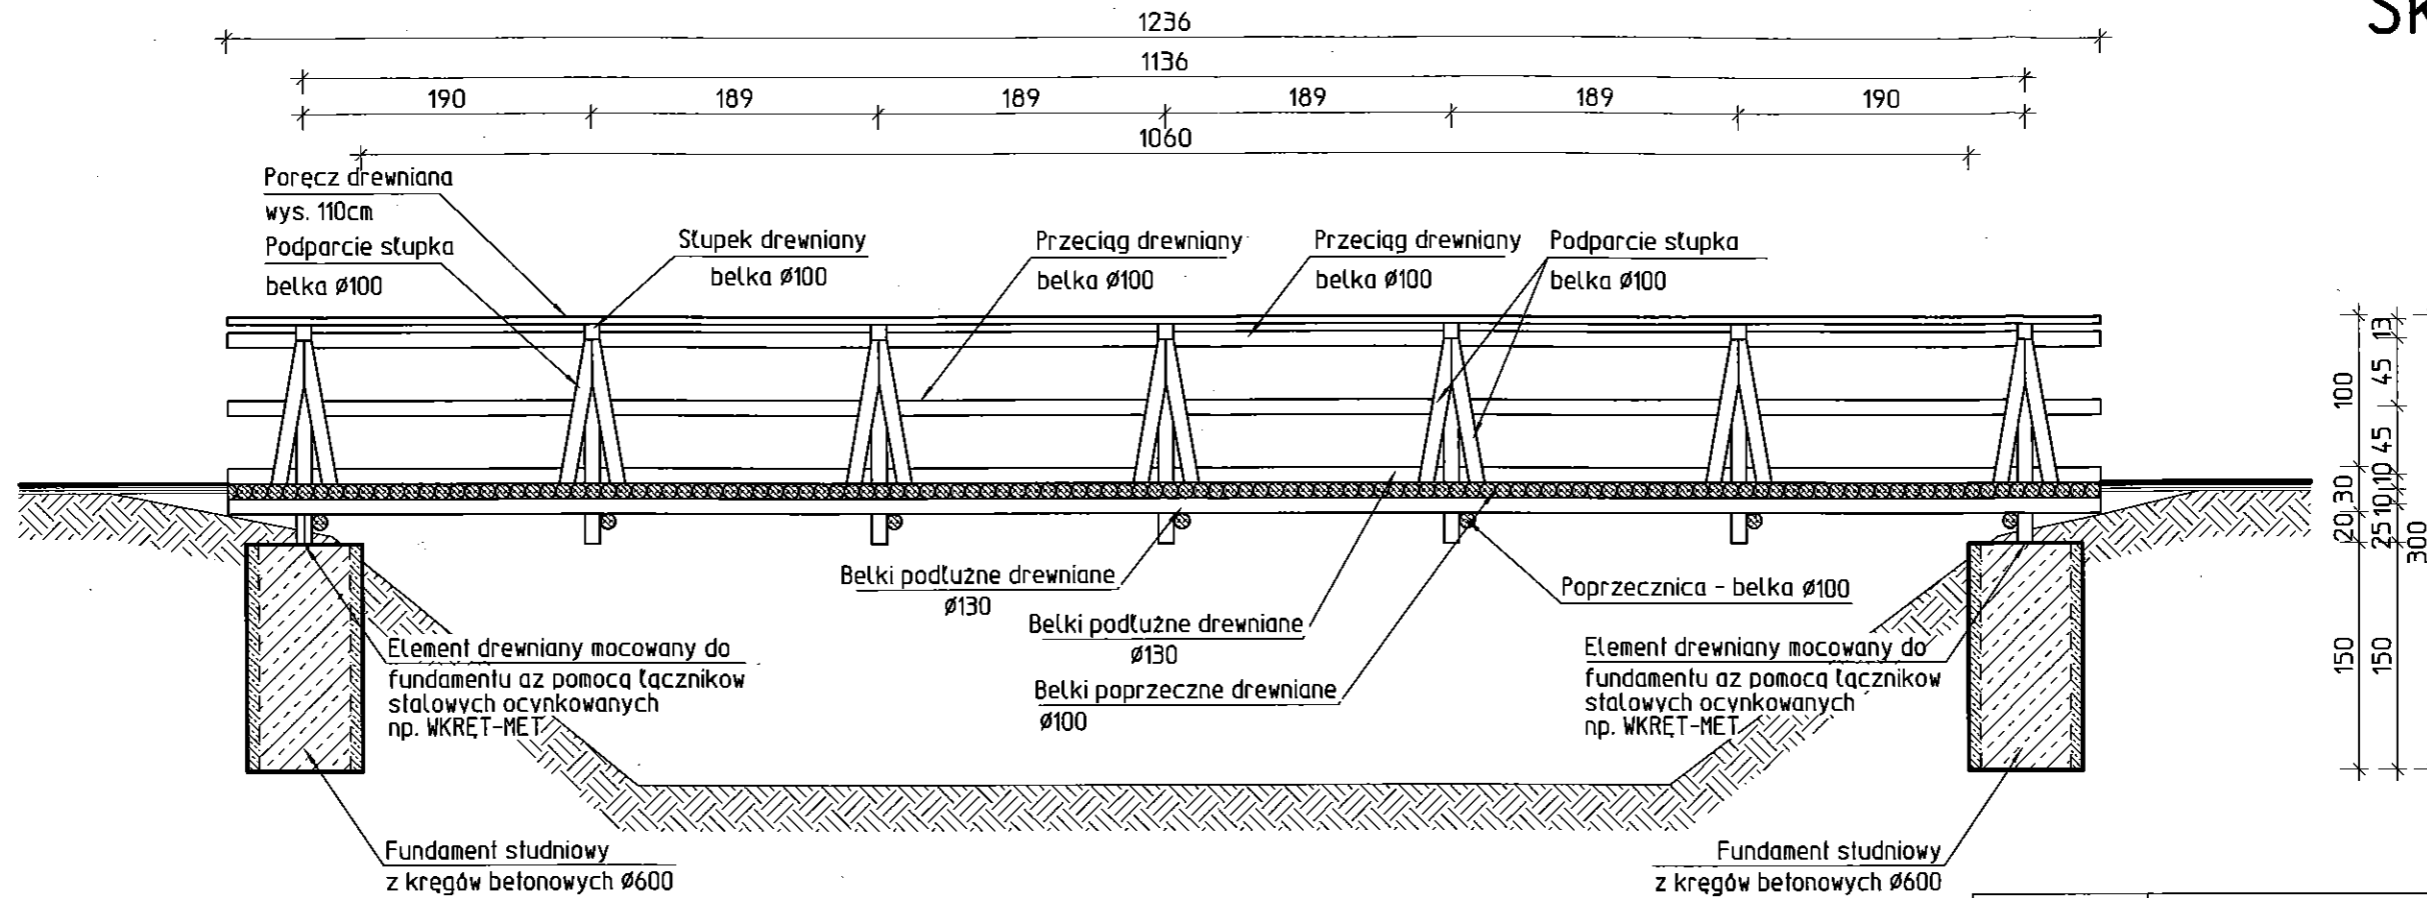 SK
1236
1136
190 189 189 189 189 190
1060
Poręcz drewniana
wys. 110cm
Podparcie słupka
belka Ø100
Słupek drewniany
belka Ø100
Przeciąg drewniany
belka Ø100
Przeciąg drewniany
belka Ø100
Podparcie słupka
belka Ø100
100
30
20
150
13
45
45
10
10
25
150
300
Belki podłużne drewniane
Ø130
Belki podłużne drewniane
Ø130
Belki poprzeczne drewniane
Ø100
Poprzecznica - belka Ø100
Element drewniany mocowany do
fundamentu az pomocą łącznikow
stalowych ocynkowanych
np. WKRĘT-MET
Element drewniany mocowany do
fundamentu az pomocą łącznikow
stalowych ocynkowanych
np. WKRĘT-MET
Fundament studniowy
z kręgów betonowych Ø600
Fundament studniowy
z kręgów betonowych Ø600